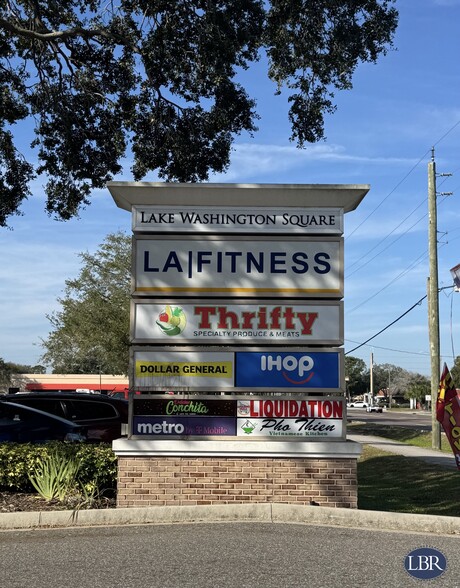 LAKE WASHINGTON SQUARE
LA|FITNESS
Thrifty
SPECIALTY PRODUCE & MEATS
DOLLAR GENERAL
IHOP
Conchita
metro by T-Mobile
LIQUIDATION
Pho Thien
Vietnamese Kitchen
LBR